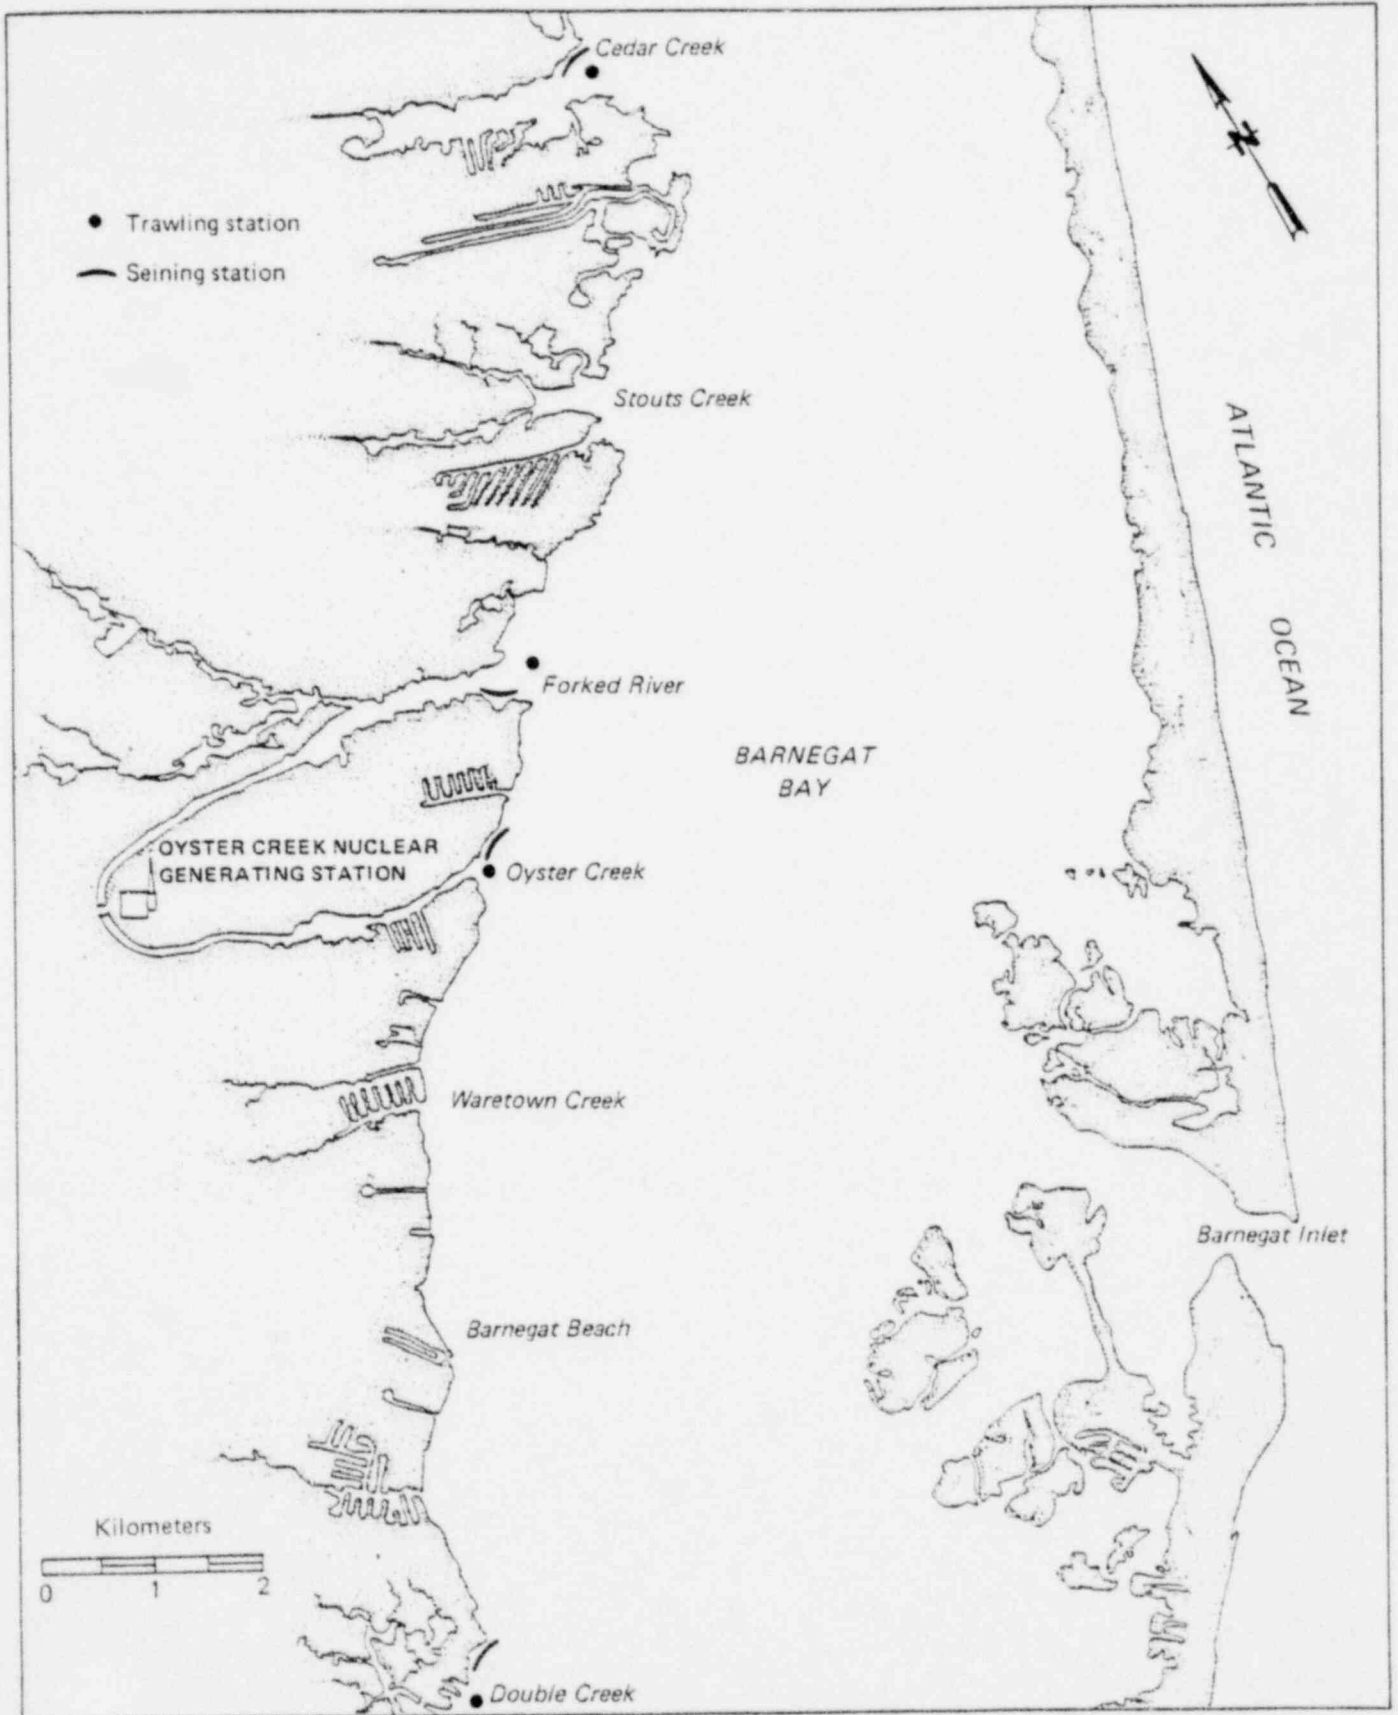 Cedar Creek
N
Trawling station
Seining station
Stouts Creek
ATLANTIC
OCEAN
Forked River
BARNEGAT
BAY
OYSTER CREEK NUCLEAR
GENERATING STATION
Oyster Creek
Waretown Creek
Barnegat Inlet
Barnegat Beach
Kilometers
0 1 2
Double Creek